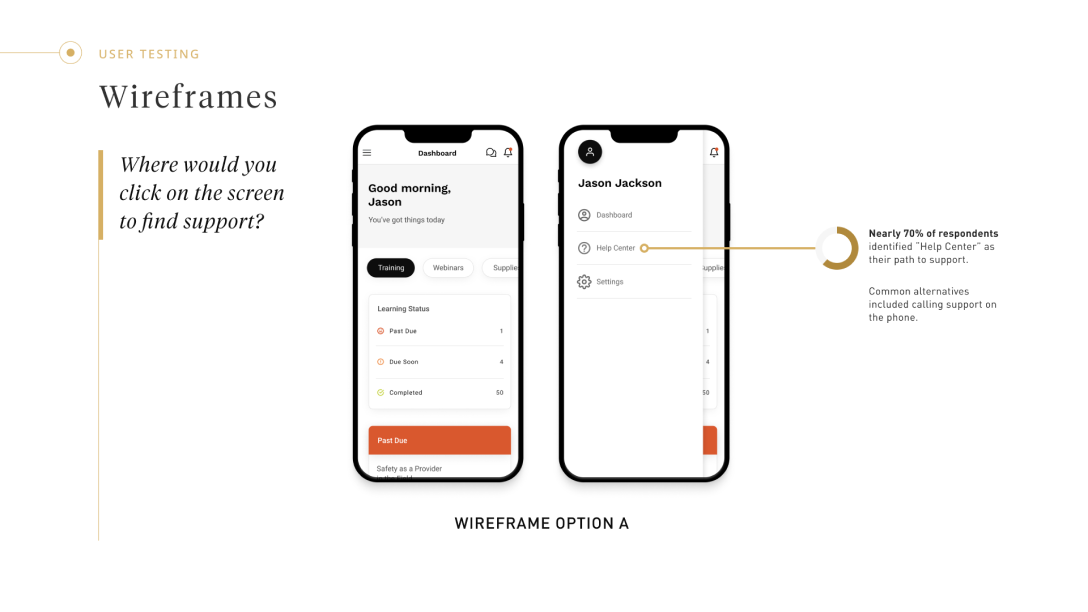 USER TESTING
Wireframes
Where would you
click on the screen
to find support?
Dashboard
Good morning,
Jason
You've got things today
Training
Webinars
Supplie
Learning Status
Past Due 1
Due Soon 4
Completed 50
Past Due
Safety as a Provider
Jason Jackson
Dashboard
Help Center
Settings
upplie
1
4
50
Nearly 70% of respondents
identified "Help Center" as
their path to support.
Common alternatives
included calling support on
the phone.
WIREFRAME OPTION A